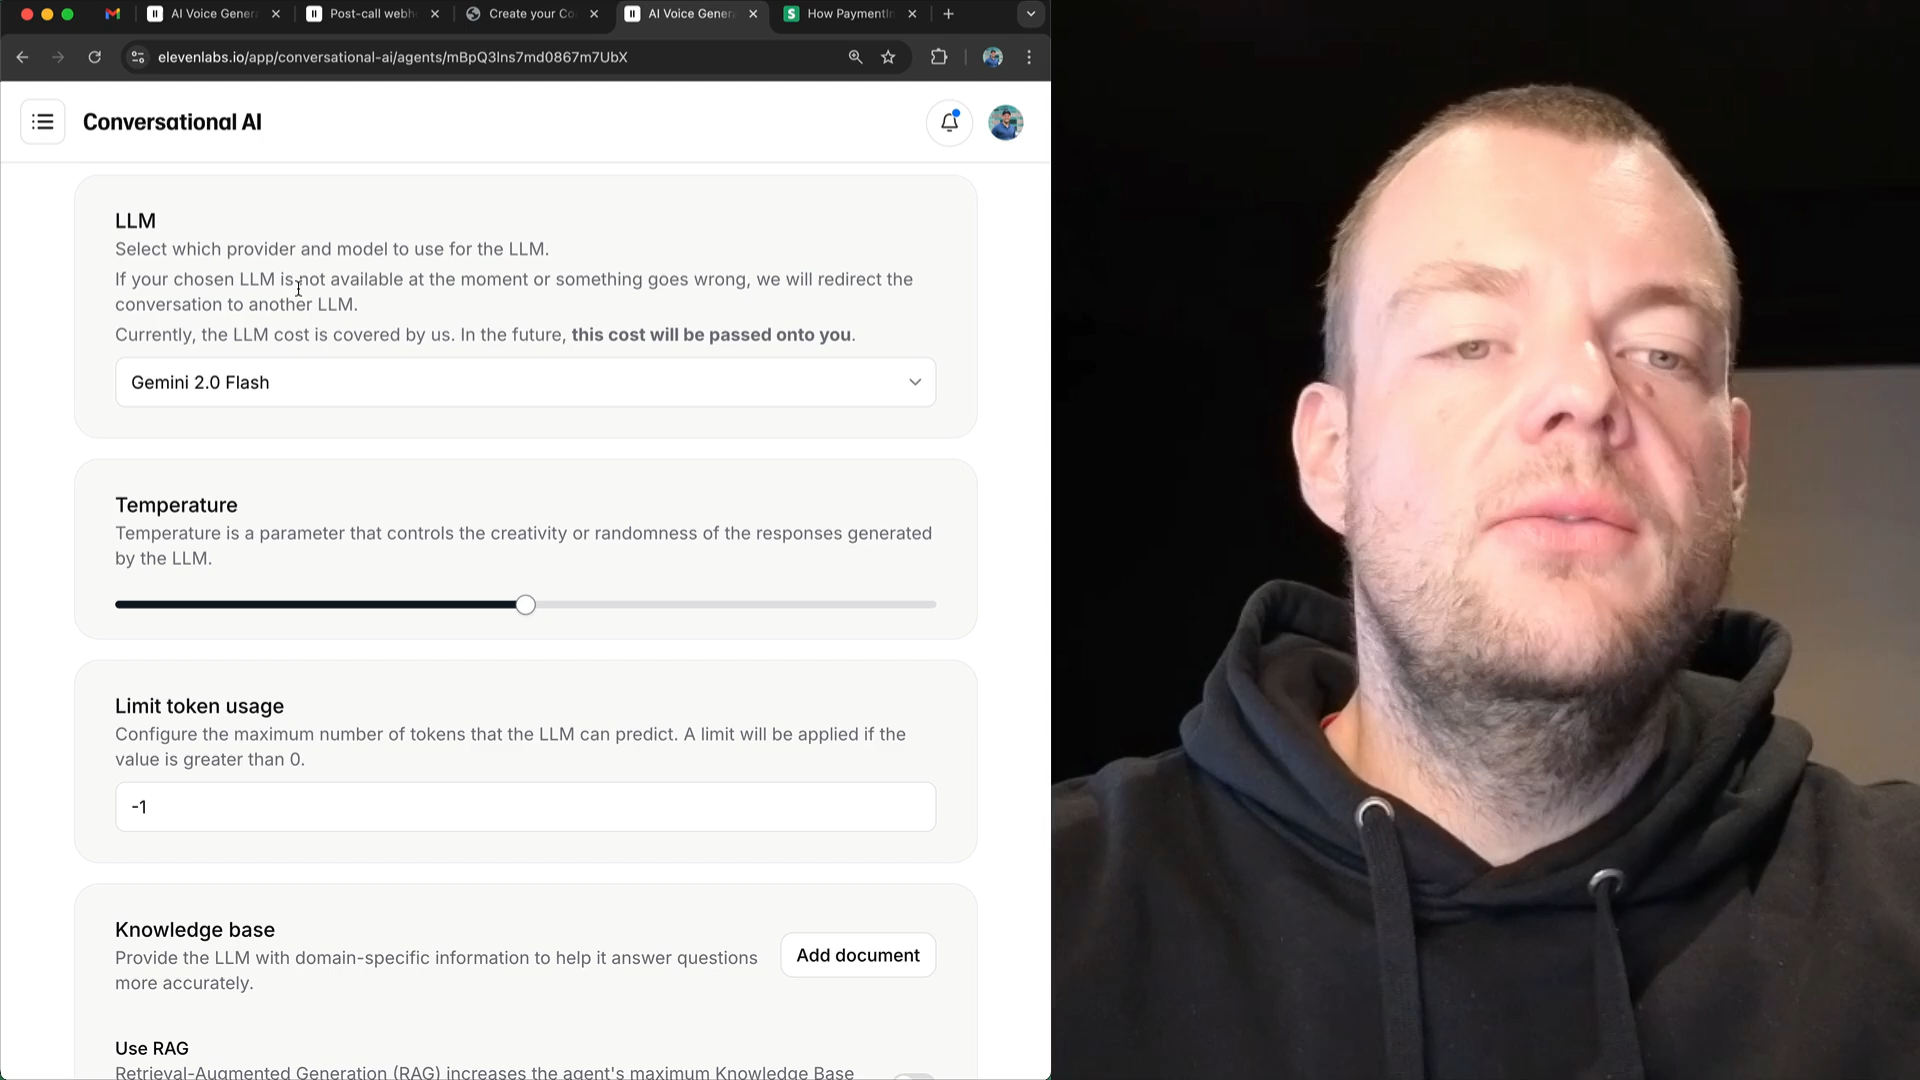 AI Voice Gener
Post-call webh
Create your Co
AI Voice Gener
How PaymentIn
elevenlabs.io/app/conversational-ai/agents/mBpQ3lns7md0867m7UbX
Conversational AI
LLM
Select which provider and model to use for the LLM.
If your chosen LLM is not available at the moment or something goes wrong, we will redirect the
conversation to another LLM.
Currently, the LLM cost is covered by us. In the future, this cost will be passed onto you.
Gemini 2.0 Flash
Temperature
Temperature is a parameter that controls the creativity or randomness of the responses generated
by the LLM.
Limit token usage
Configure the maximum number of tokens that the LLM can predict. A limit will be applied if the
value is greater than 0.
-1
Knowledge base
Provide the LLM with domain-specific information to help it answer questions
more accurately.
Add document
Use RAG
Retrieval-Augmented Generation (RAG) increases the agent's maximum Knowledge Base